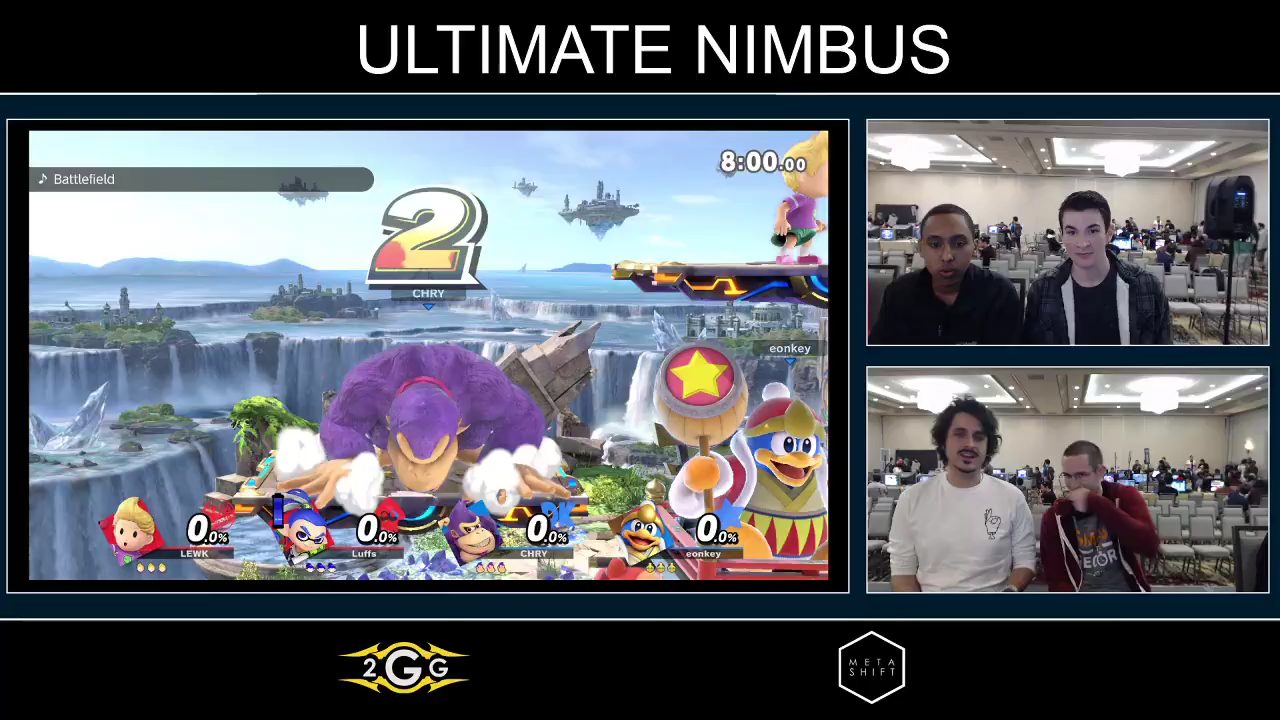 ULTIMATE NIMBUS
♪ Battlefield
8:00.00
2
CHRY
eonkey
0.0%
LEWK
0.0%
Luffs
0.0%
CHRY
0.0%
eonkey
2GG
META
SHIFT